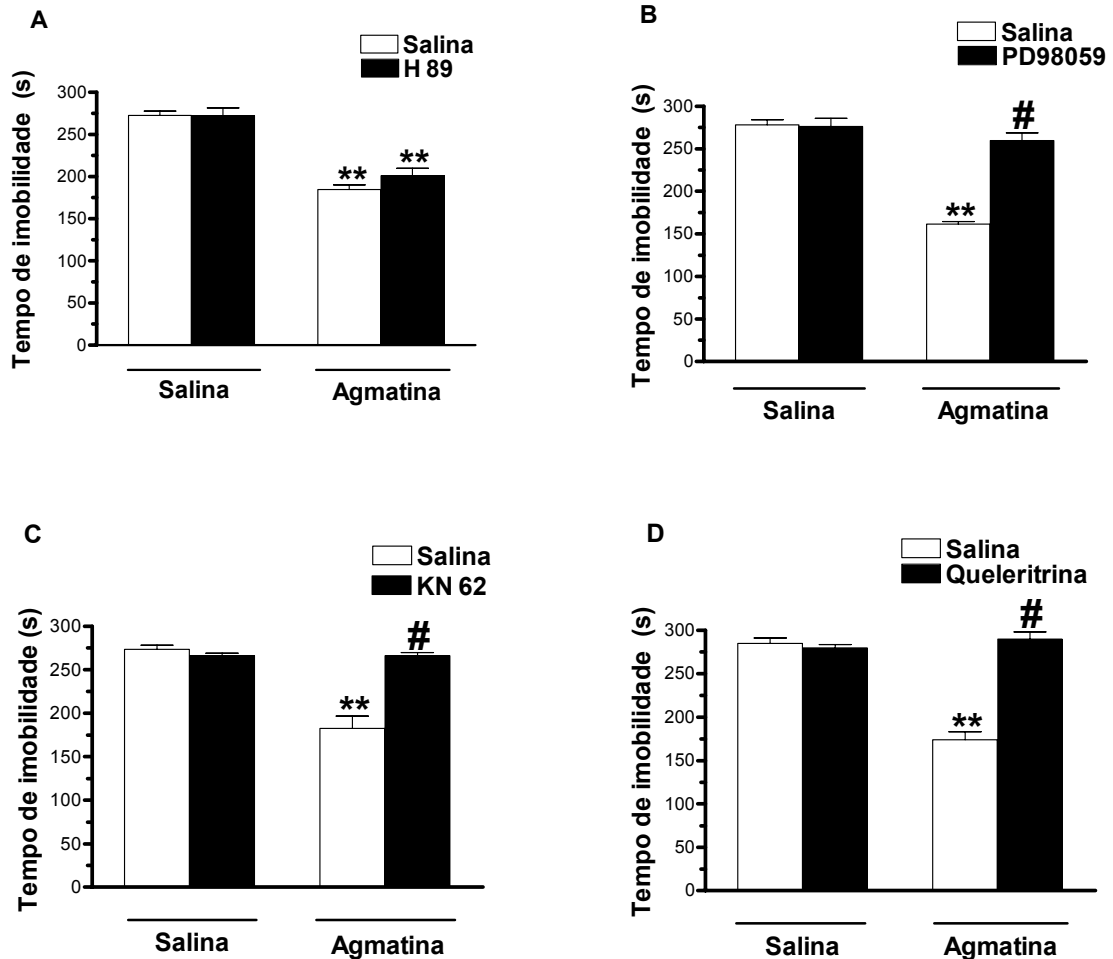 A
Salina
H 89
Tempo de imobilidade (s)
300
250
200
150
100
50
0
** **
Salina Agmatina
B
Salina
PD98059
Tempo de imobilidade (s)
300
250
200
150
100
50
0
** #
Salina Agmatina
C
Salina
KN 62
Tempo de imobilidade (s)
300
250
200
150
100
50
0
** #
Salina Agmatina
D
Salina
Queleritrina
Tempo de imobilidade (s)
300
250
200
150
100
50
0
** #
Salina Agmatina